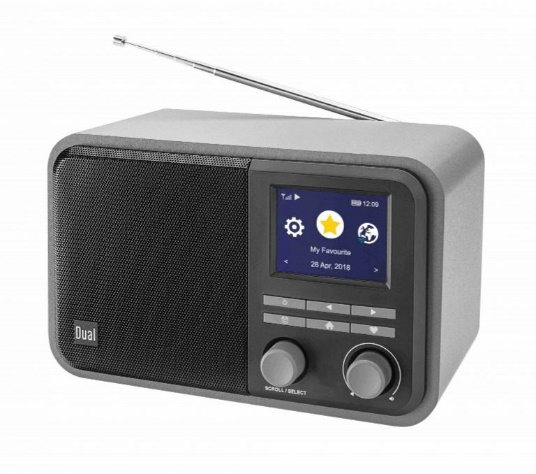 12:09
My Favourite
< 28 Apr, 2018 >
Dual
SCROLL / SELECT